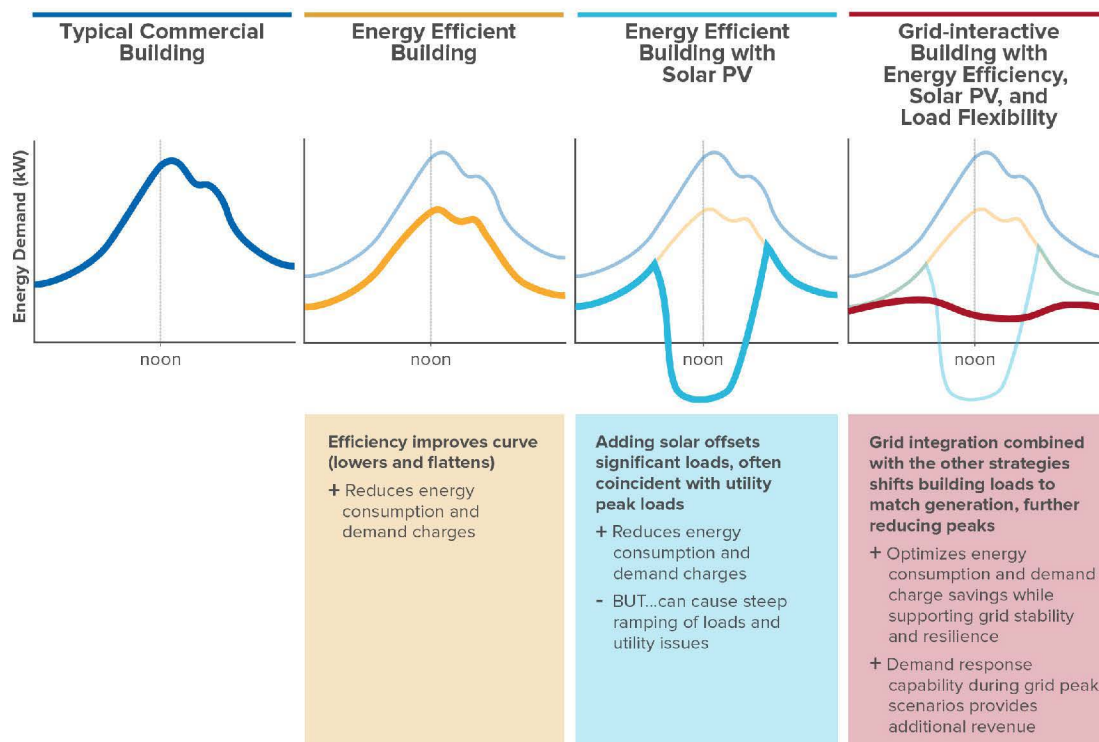 Typical Commercial
Building
Energy Efficient
Building
Energy Efficient
Building with
Solar PV
Grid-interactive
Building with
Energy Efficiency,
Solar PV, and
Load Flexibility
Energy Demand (kW)
noon
noon
noon
noon
Efficiency improves curve
(lowers and flattens)
+ Reduces energy
consumption and
demand charges
Adding solar offsets
significant loads, often
coincident with utility
peak loads
+ Reduces energy
consumption and
demand charges
- BUT...can cause steep
ramping of loads and
utility issues
Grid integration combined
with the other strategies
shifts building loads to
match generation, further
reducing peaks
+ Optimizes energy
consumption and demand
charge savings while
supporting grid stability
and resilience
+ Demand response
capability during grid peak
scenarios provides
additional revenue